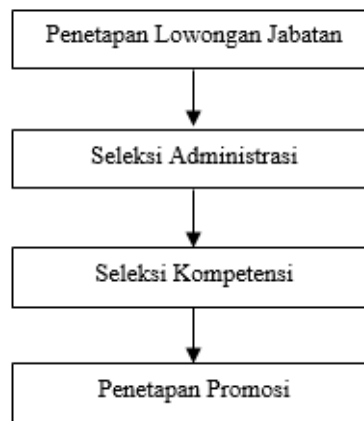 Penetapan Lowongan Jabatan
Seleksi Administrasi
Seleksi Kompetensi
Penetapan Promosi